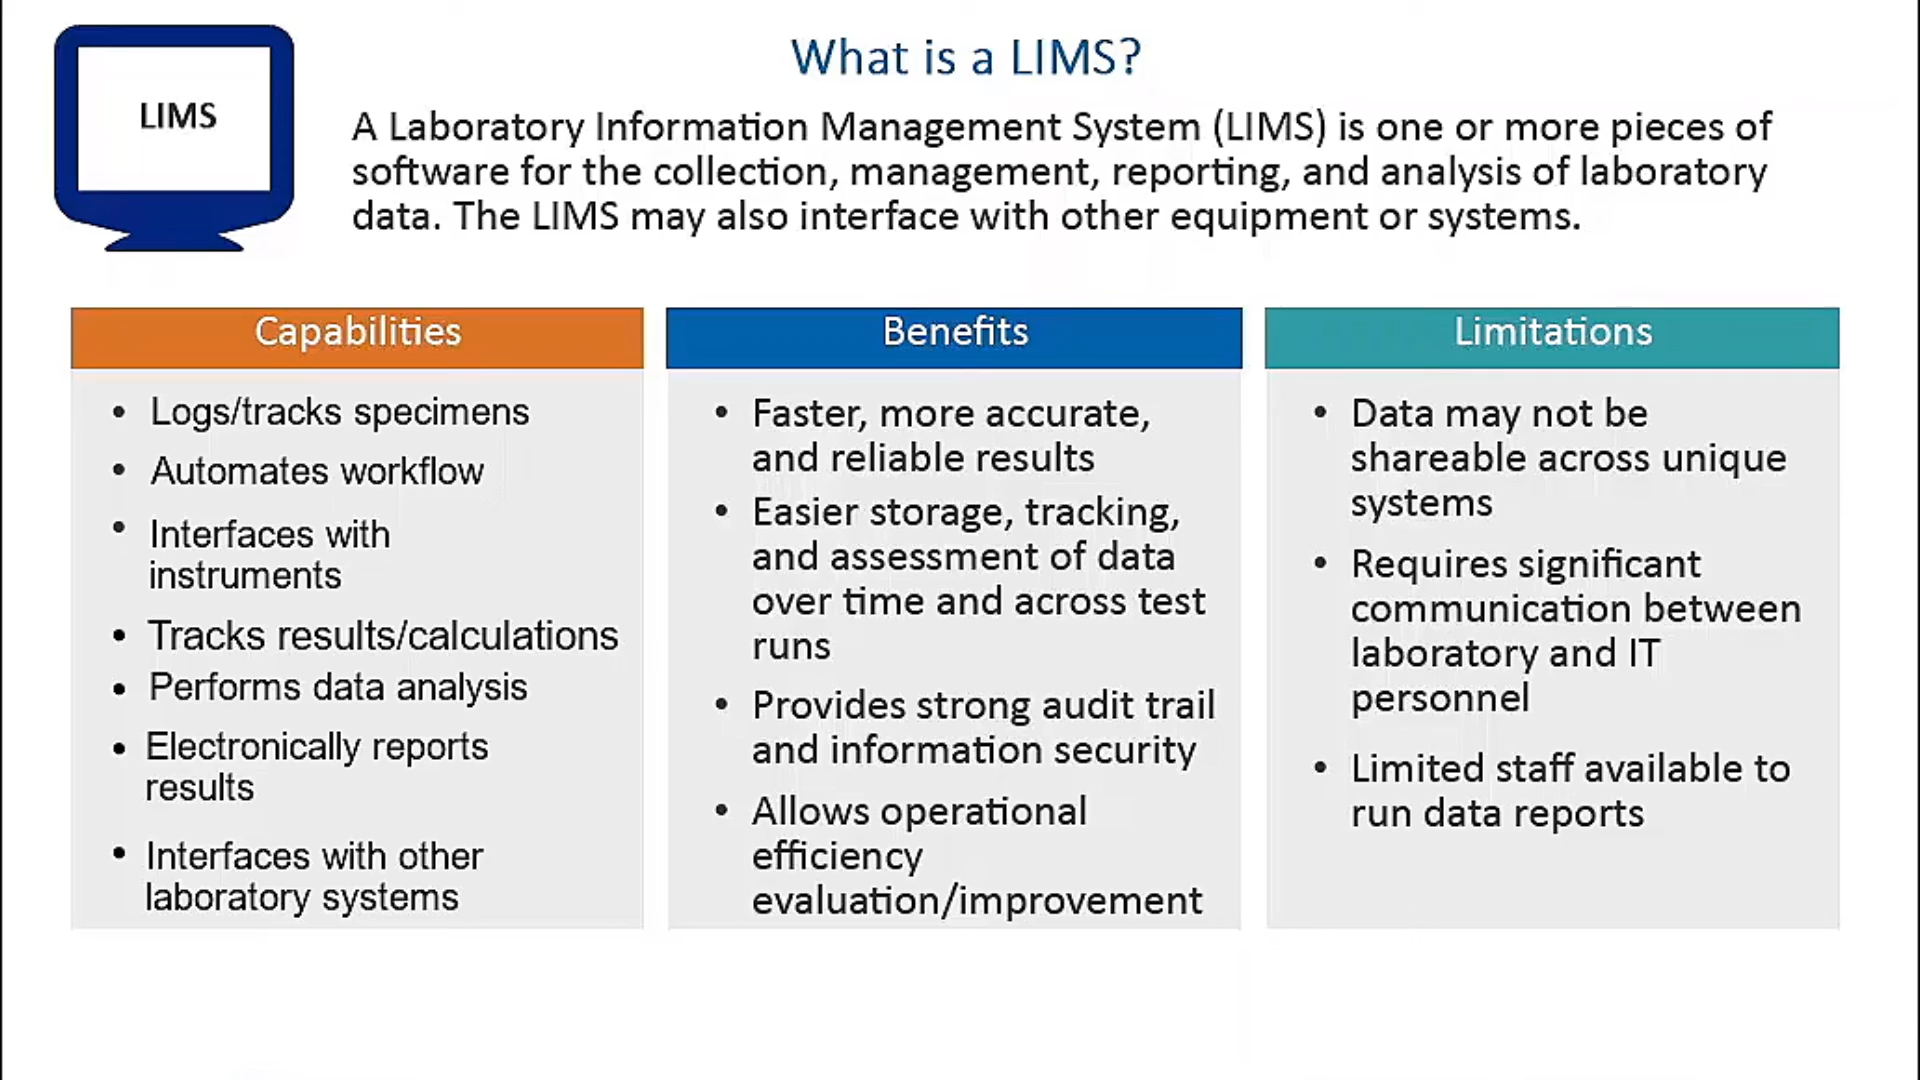 LIMS
What is a LIMS?
A Laboratory Information Management System (LIMS) is one or more pieces of
software for the collection, management, reporting, and analysis of laboratory
data. The LIMS may also interface with other equipment or systems.
Capabilities
• Logs/tracks specimens
• Automates workflow
• Interfaces with
instruments
• Tracks results/calculations
• Performs data analysis
• Electronically reports
results
• Interfaces with other
laboratory systems
Benefits
• Faster, more accurate,
and reliable results
• Easier storage, tracking,
and assessment of data
over time and across test
runs
• Provides strong audit trail
and information security
• Allows operational
efficiency
evaluation/improvement
Limitations
• Data may not be
shareable across unique
systems
• Requires significant
communication between
laboratory and IT
personnel
• Limited staff available to
run data reports